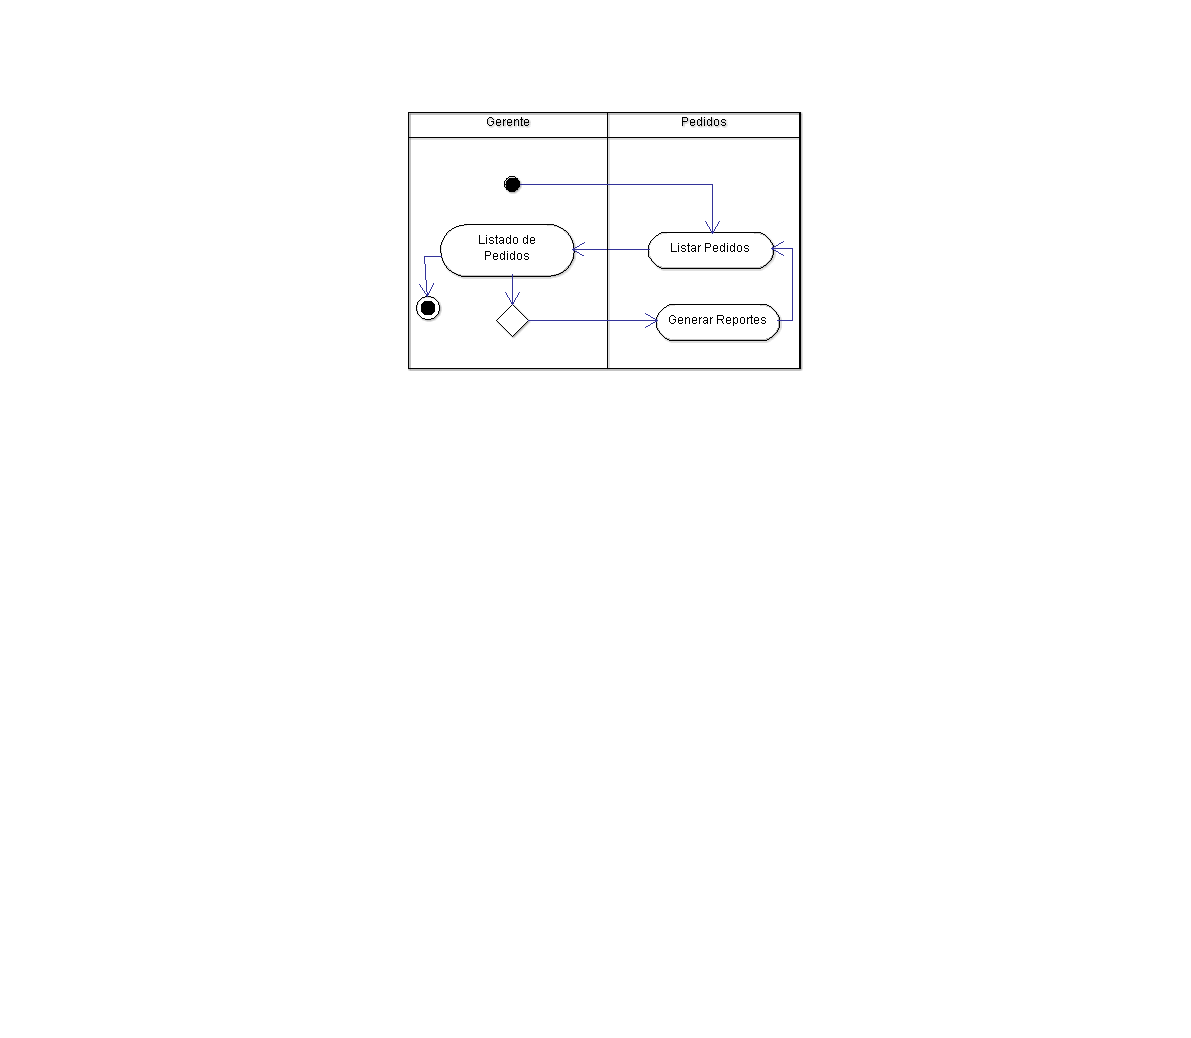 Gerente
Pedidos
Listado de
Pedidos
Listar Pedidos
Generar Reportes